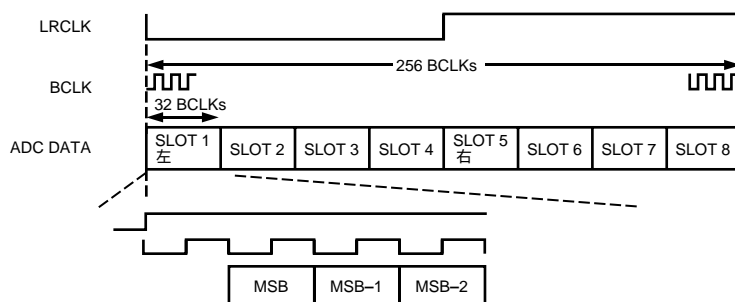 LRCLK
256 BCLKs
BCLK
32 BCLKs
ADC DATA
SLOT 1
左
SLOT 2
SLOT 3
SLOT 4
SLOT 5
右
SLOT 6
SLOT 7
SLOT 8
MSB
MSB–1
MSB–2